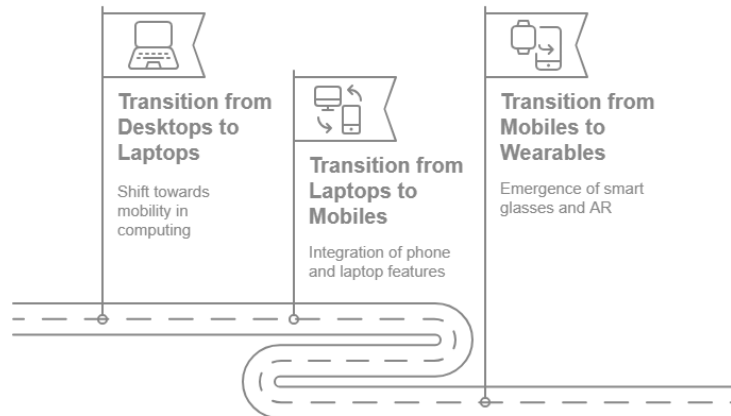 Transition from
Desktops to
Laptops
Shift towards
mobility in
computing
Transition from
Laptops to
Mobiles
Integration of phone
and laptop features
Transition from
Mobiles to
Wearables
Emergence of smart
glasses and AR